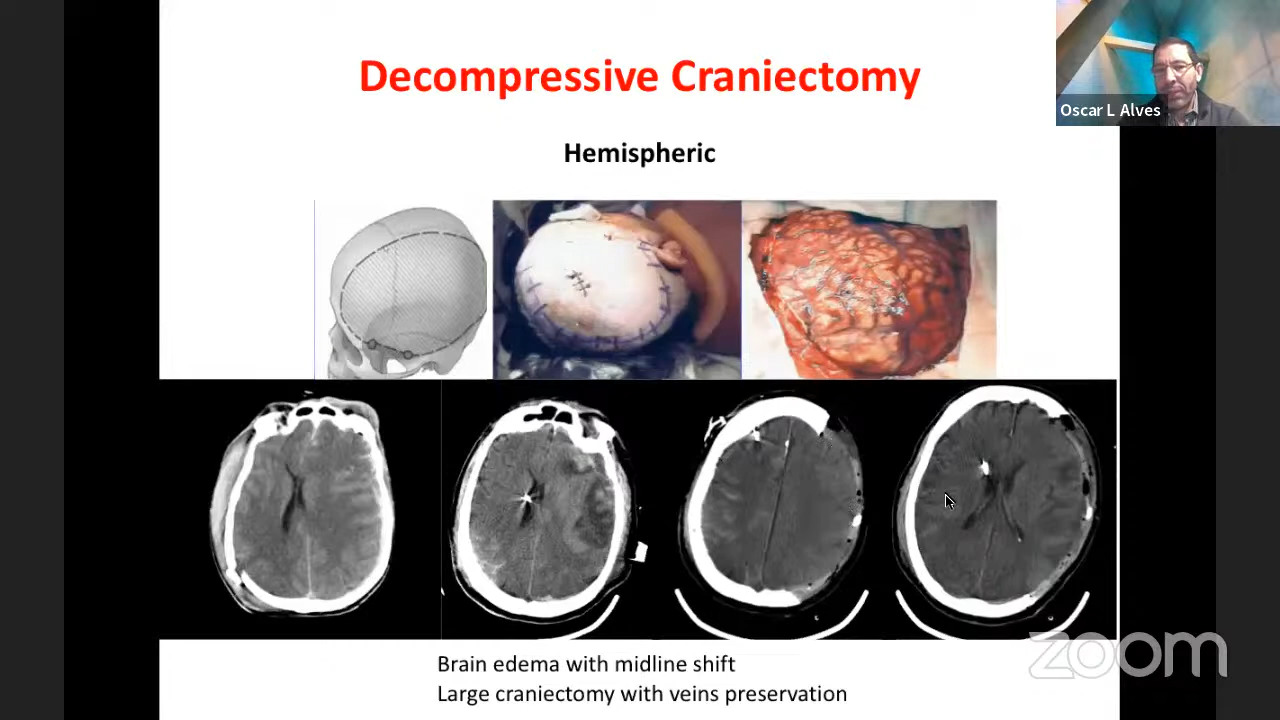 Decompressive Craniectomy
Oscar L Alves
Hemispheric
Brain edema with midline shift
Large craniectomy with veins preservation
zoom